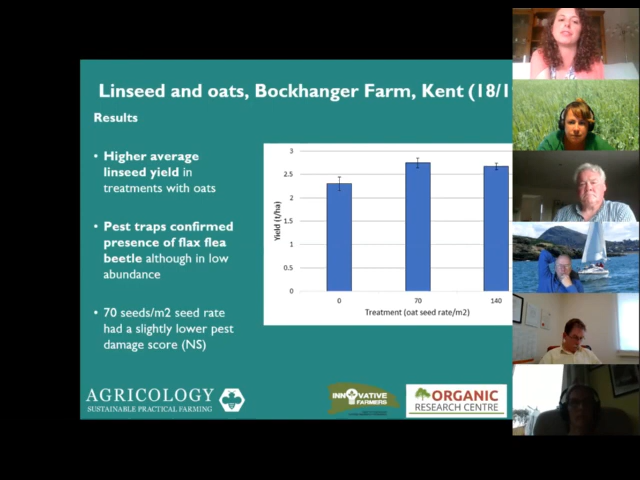 Linseed and oats, Bockhanger Farm, Kent (18/1
Results
• Higher average
linseed yield in
treatments with oats
• Pest traps confirmed
presence of flax flea
beetle although in low
abundance
• 70 seeds/m2 seed rate
had a slightly lower pest
damage score (NS)
Yield (t/ha)
3
2.5
2
1.5
1
0.5
0
0 70 140
Treatment (oat seed rate/m2)
AGRICOLOGY
SUSTAINABLE PRACTICAL FARMING
INNOVATIVE
FARMERS
ORGANIC
RESEARCH CENTRE